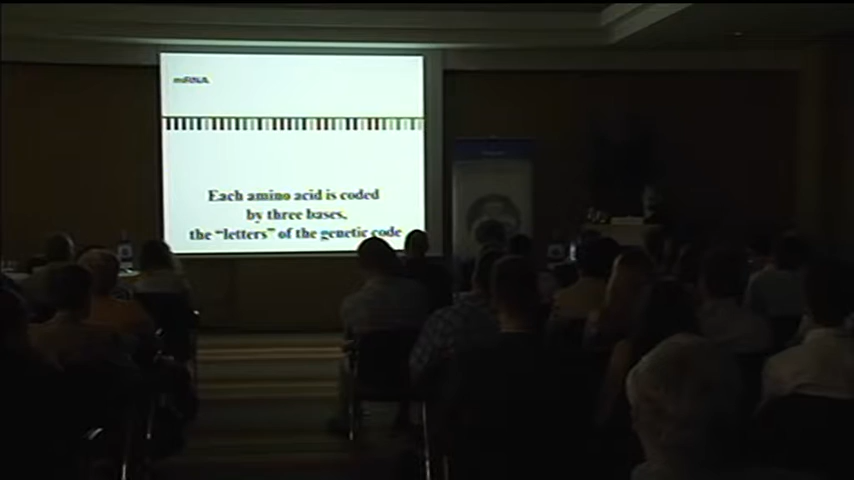 mRNA
Each amino acid is coded
by three bases,
the “letters” of the genetic code